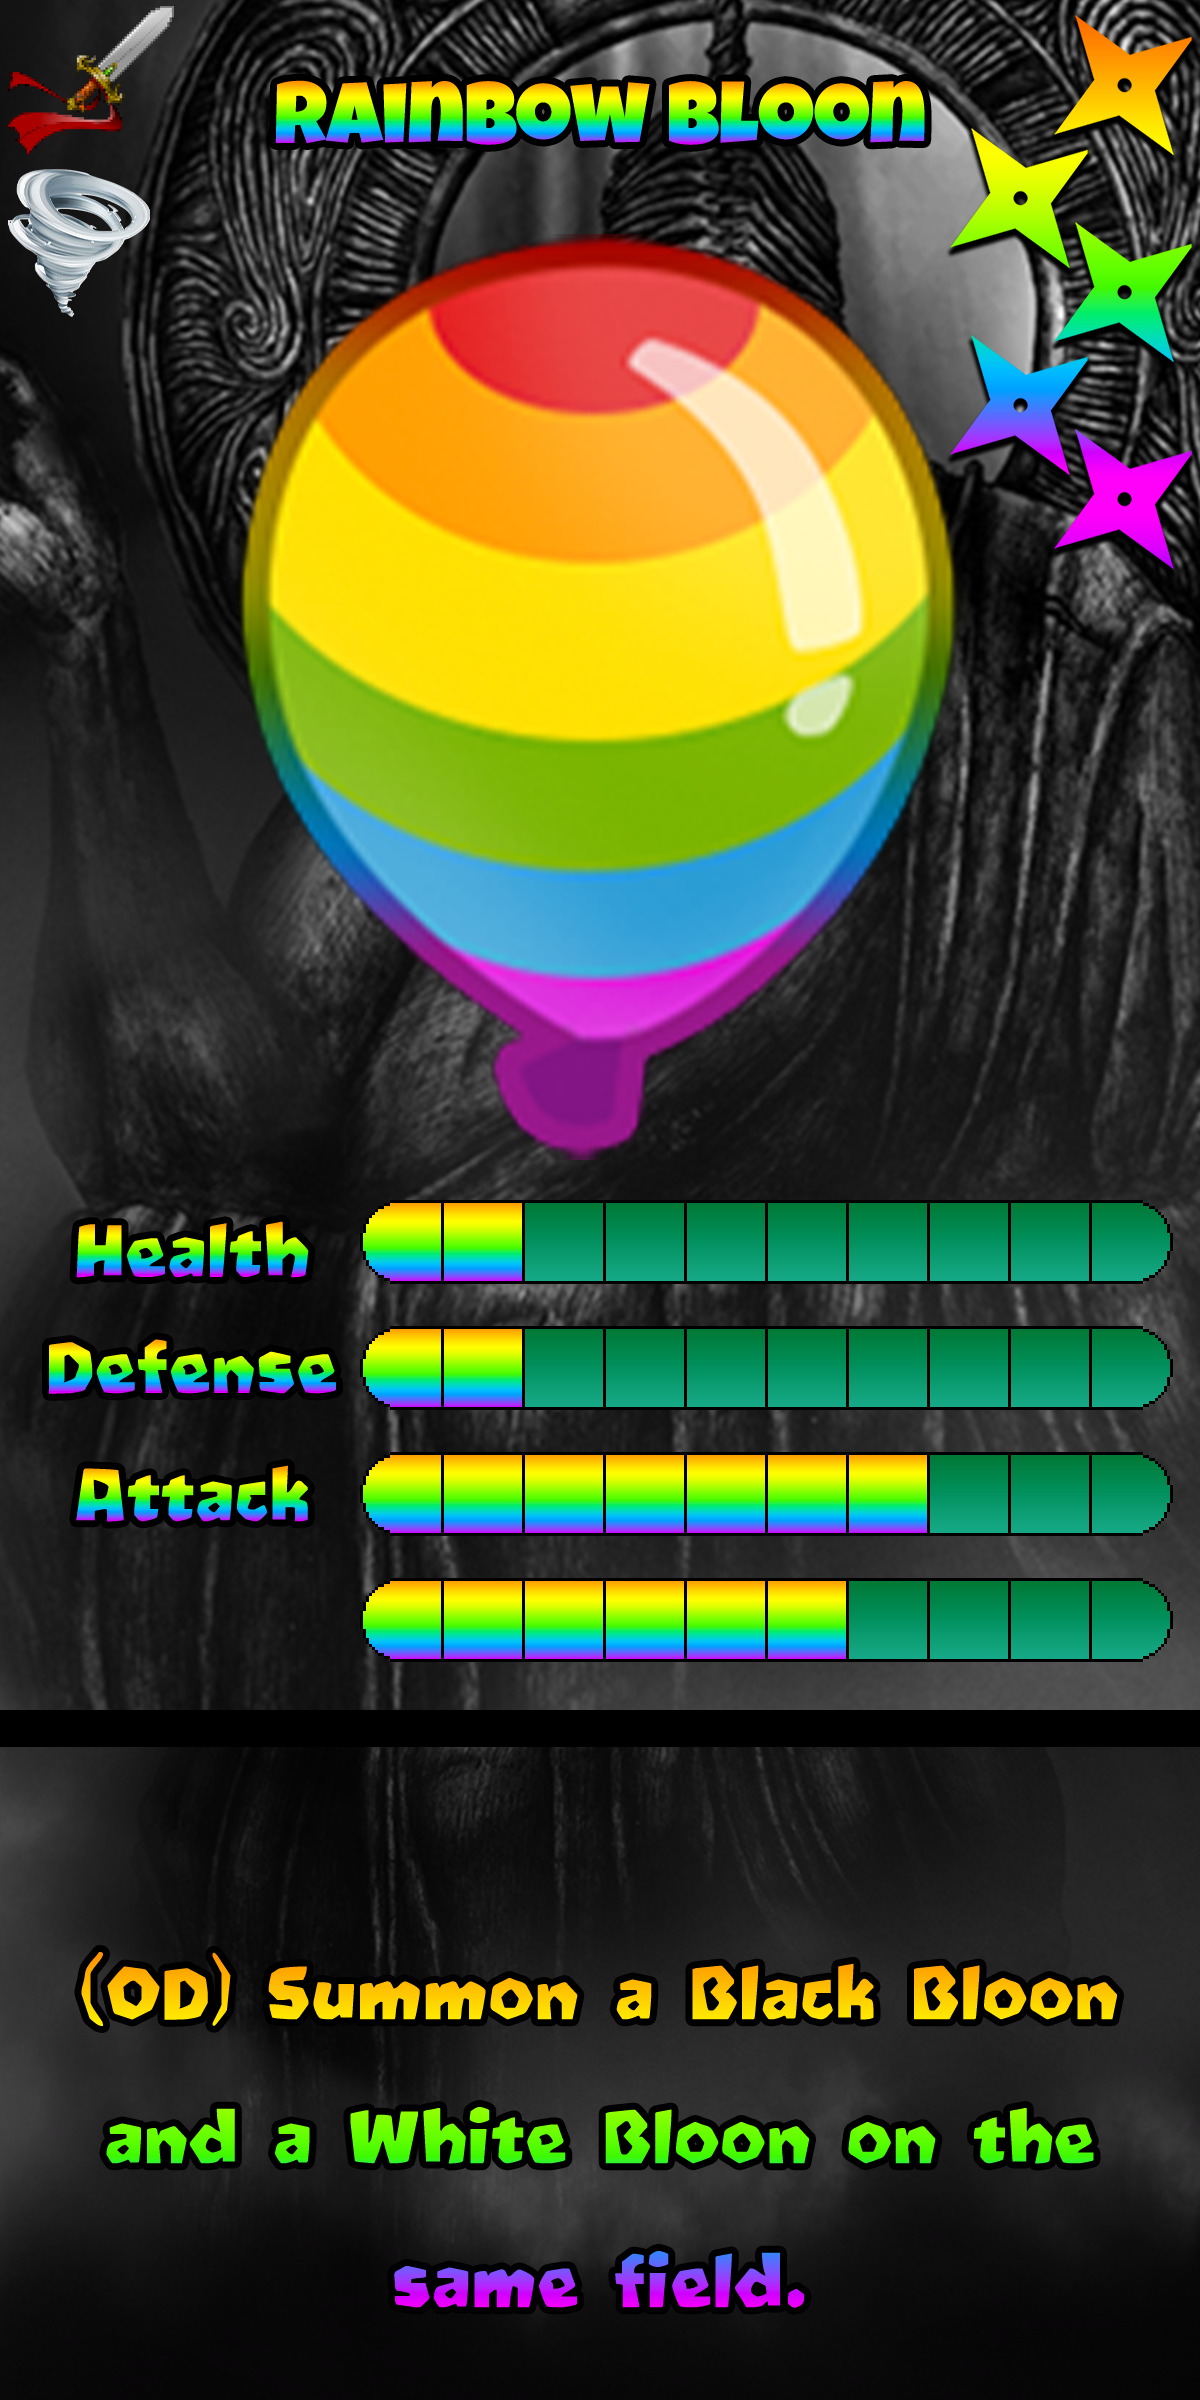 RAINBOW BLOON
Health
Defense
Attack
(OD) Summon a Black Bloon
and a White Bloon on the
same field.